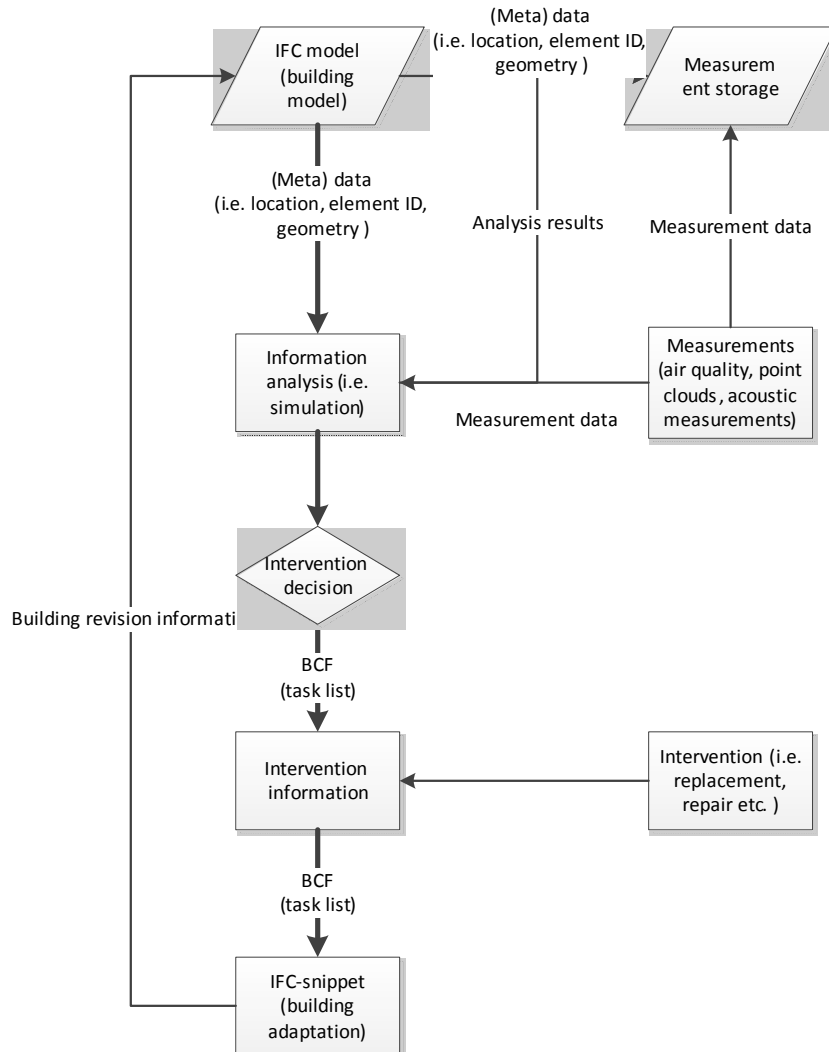 (Meta) data
(i.e. location, element ID,
geometry )
IFC model
(building
model)
Measurem
ent storage
(Meta) data
(i.e. location, element ID,
geometry )
Analysis results
Measurement data
Information
analysis (i.e.
simulation)
Measurements
(air quality, point
clouds, acoustic
measurements)
Measurement data
Intervention
decision
Building revision informati
BCF
(task list)
Intervention
information
Intervention (i.e.
replacement,
repair etc. )
BCF
(task list)
IFC-snippet
(building
adaptation)